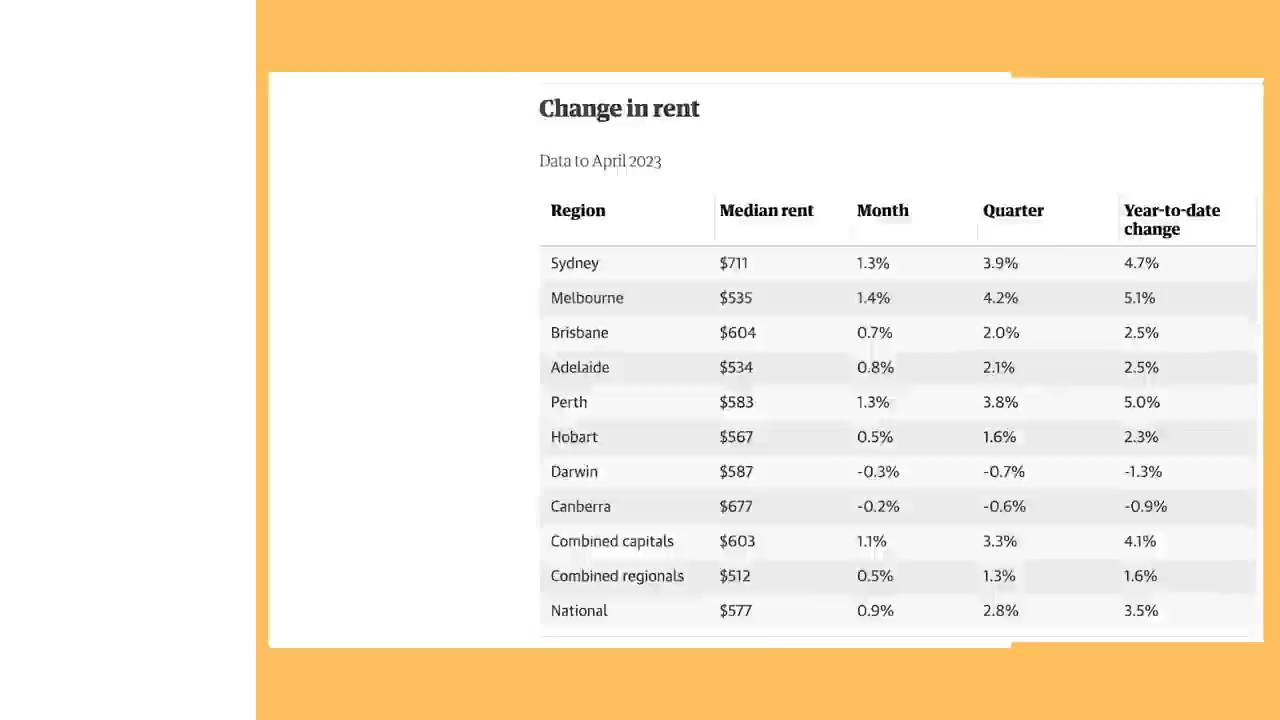 Change in rent
Data to April 2023
Region Median rent Month Quarter Year-to-date change
Sydney $711 1.3% 3.9% 4.7%
Melbourne $535 1.4% 4.2% 5.1%
Brisbane $604 0.7% 2.0% 2.5%
Adelaide $534 0.8% 2.1% 2.5%
Perth $583 1.3% 3.8% 5.0%
Hobart $567 0.5% 1.6% 2.3%
Darwin $587 -0.3% -0.7% -1.3%
Canberra $677 -0.2% -0.6% -0.9%
Combined capitals $603 1.1% 3.3% 4.1%
Combined regionals $512 0.5% 1.3% 1.6%
National $577 0.9% 2.8% 3.5%